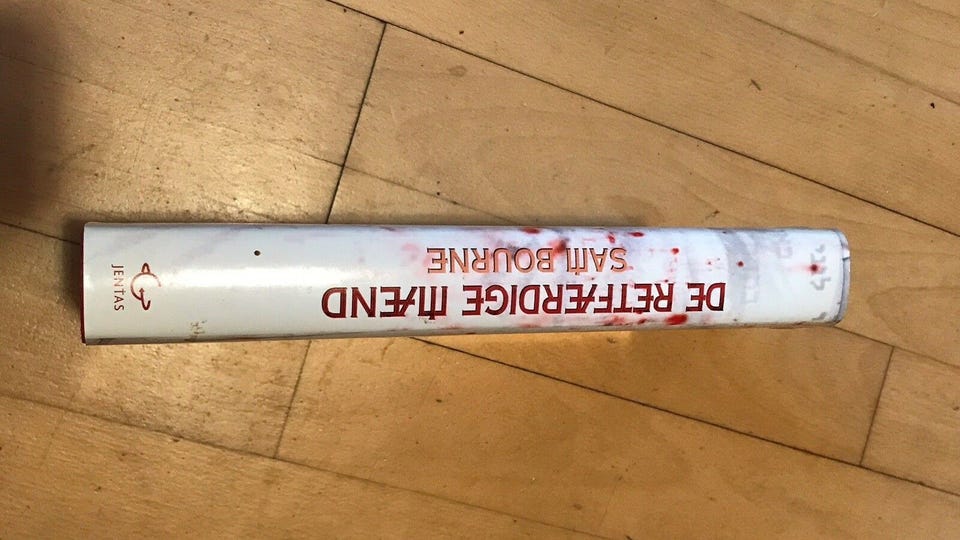 SAM BOURNE
DE RETFÆRDIGE MÆND
JENTAS